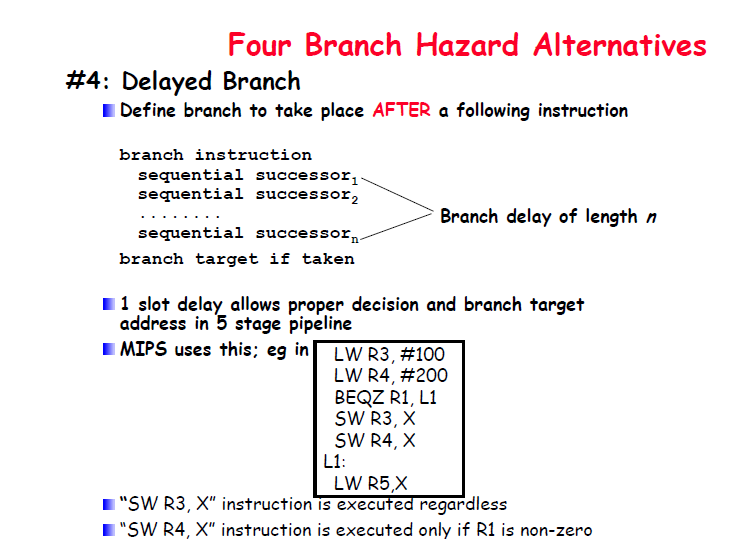 Four Branch Hazard Alternatives
#4: Delayed Branch
Define branch to take place AFTER a following instruction
branch instruction
sequential successor₁
sequential successor₂
........
sequential successorₙ
Branch delay of length n
branch target if taken
1 slot delay allows proper decision and branch target
address in 5 stage pipeline
MIPS uses this; eg in
LW R3, #100
LW R4, #200
BEQZ R1, L1
SW R3, X
SW R4, X
L1:
LW R5,X
“SW R3, X” instruction is executed regardless
“SW R4, X” instruction is executed only if R1 is non-zero